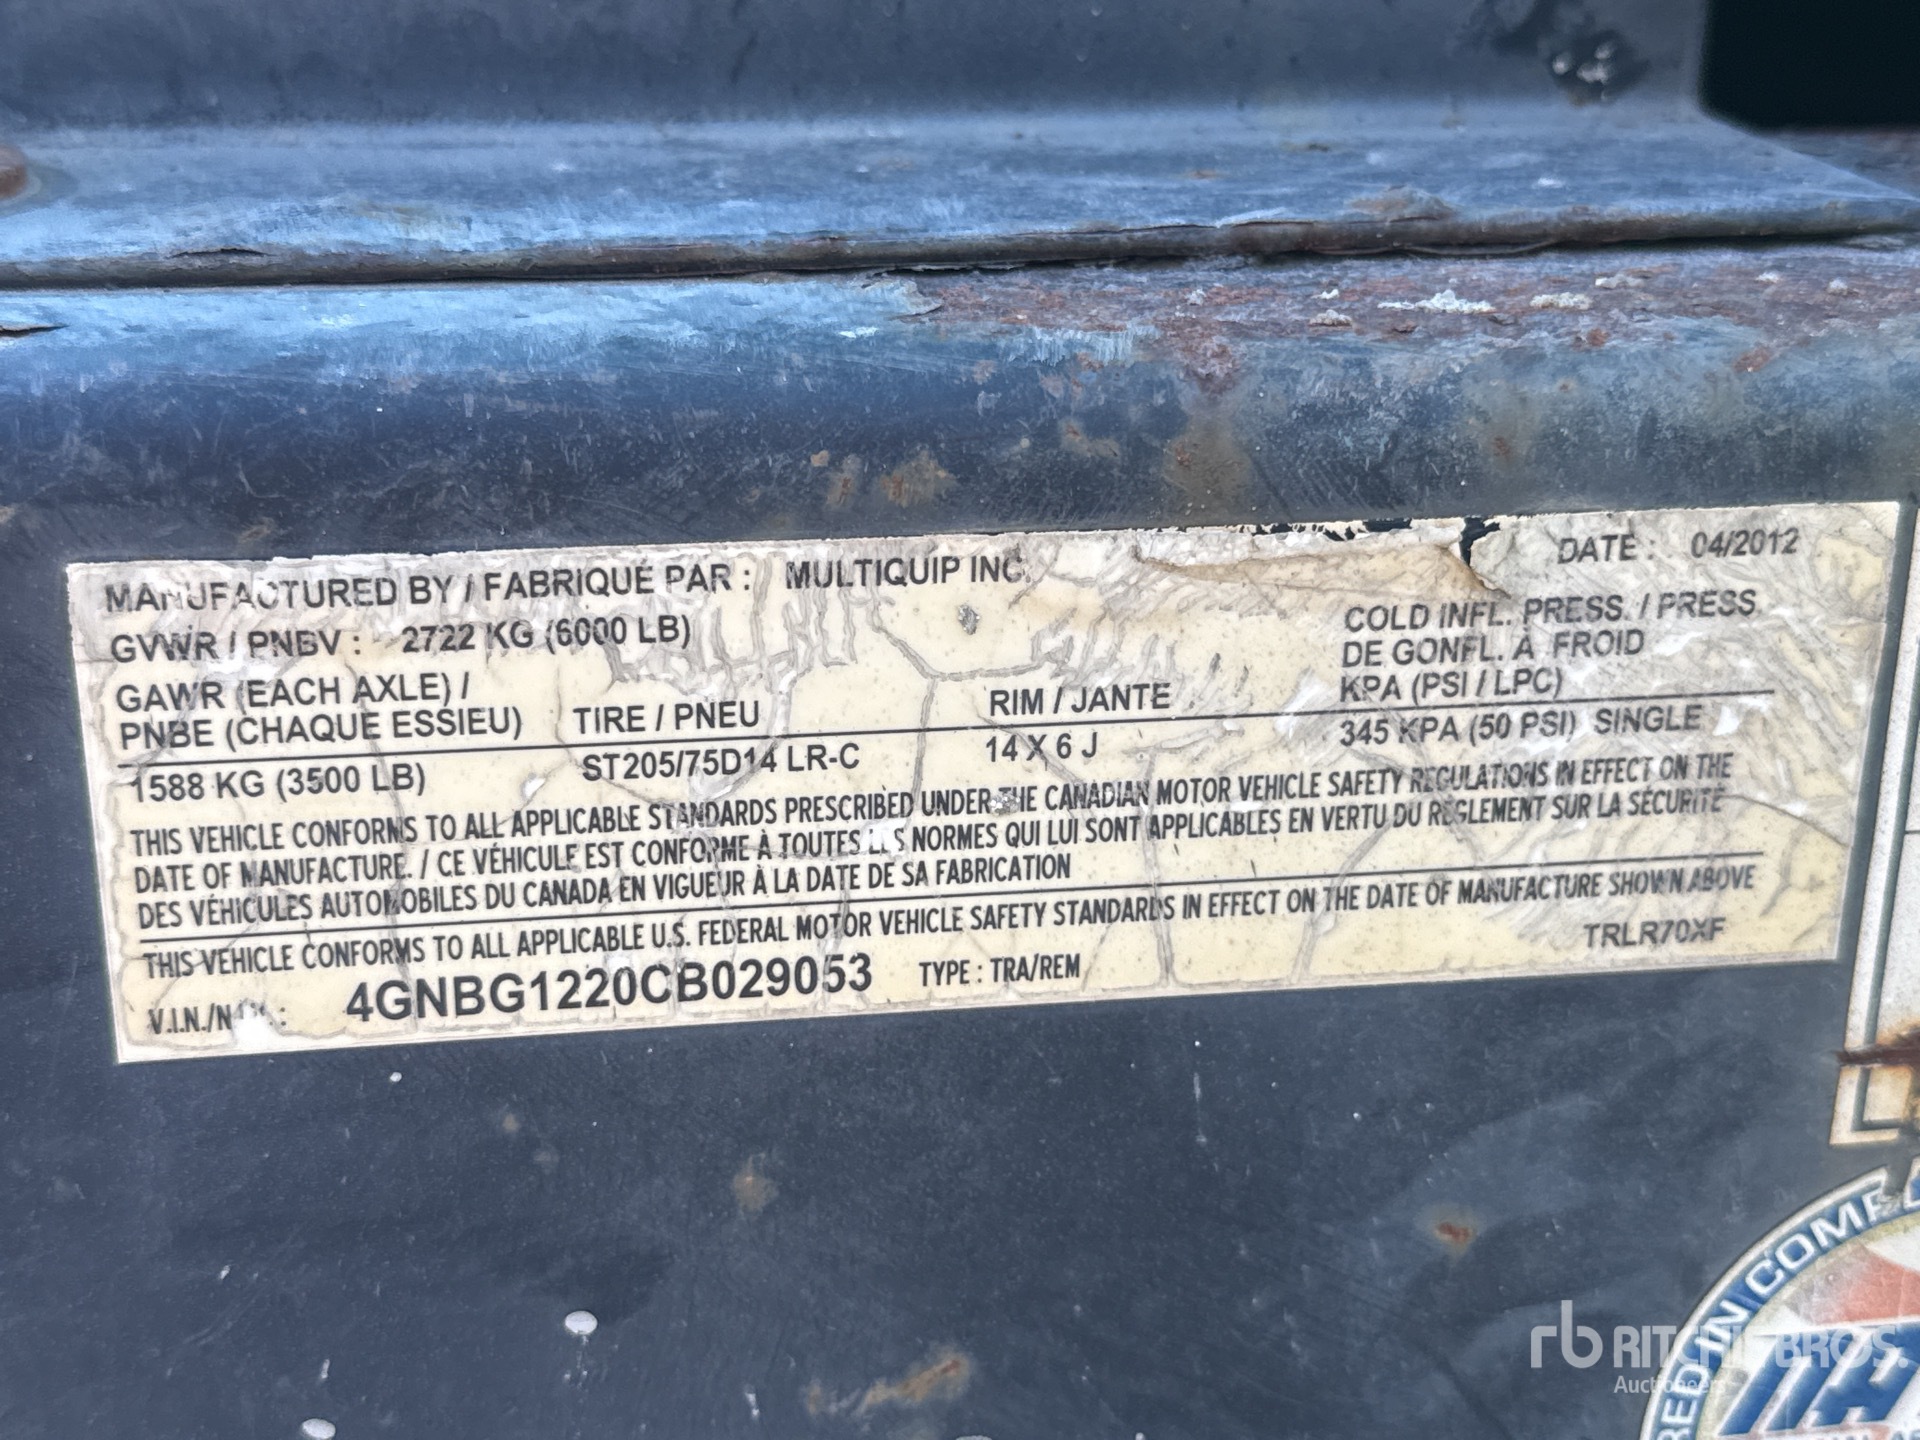 MANUFACTURED BY / FABRIQUÉ PAR : MULTIQUIP INC. DATE : 04/2012
GVWR / PNBV : 2722 KG (6000 LB)
COLD INFL. PRESS. / PRESS
DE GONFL. À FROID
KPA (PSI / LPC)
GAWR (EACH AXLE) /
PNBE (CHAQUE ESSIEU) TIRE / PNEU RIM / JANTE
1588 KG (3500 LB) ST205/75D14 LR-C 14 X 6 J 345 KPA (50 PSI) SINGLE
THIS VEHICLE CONFORMS TO ALL APPLICABLE STANDARDS PRESCRIBED UNDER THE CANADIAN MOTOR VEHICLE SAFETY REGULATIONS IN EFFECT ON THE
DATE OF MANUFACTURE. / CE VÉHICULE EST CONFORME À TOUTES LES NORMES QUI LUI SONT APPLICABLES EN VERTU DU RÈGLEMENT SUR LA SÉCURITÉ
DES VÉHICULES AUTOMOBILES DU CANADA EN VIGUEUR À LA DATE DE SA FABRICATION
THIS VEHICLE CONFORMS TO ALL APPLICABLE U.S. FEDERAL MOTOR VEHICLE SAFETY STANDARDS IN EFFECT ON THE DATE OF MANUFACTURE SHOWN ABOVE
V.I.N./N.I.V. : 4GNBG1220CB029053 TYPE : TRA/REM TRLR70XF
IN
rb RITCHIE BROS.
Auctioneers